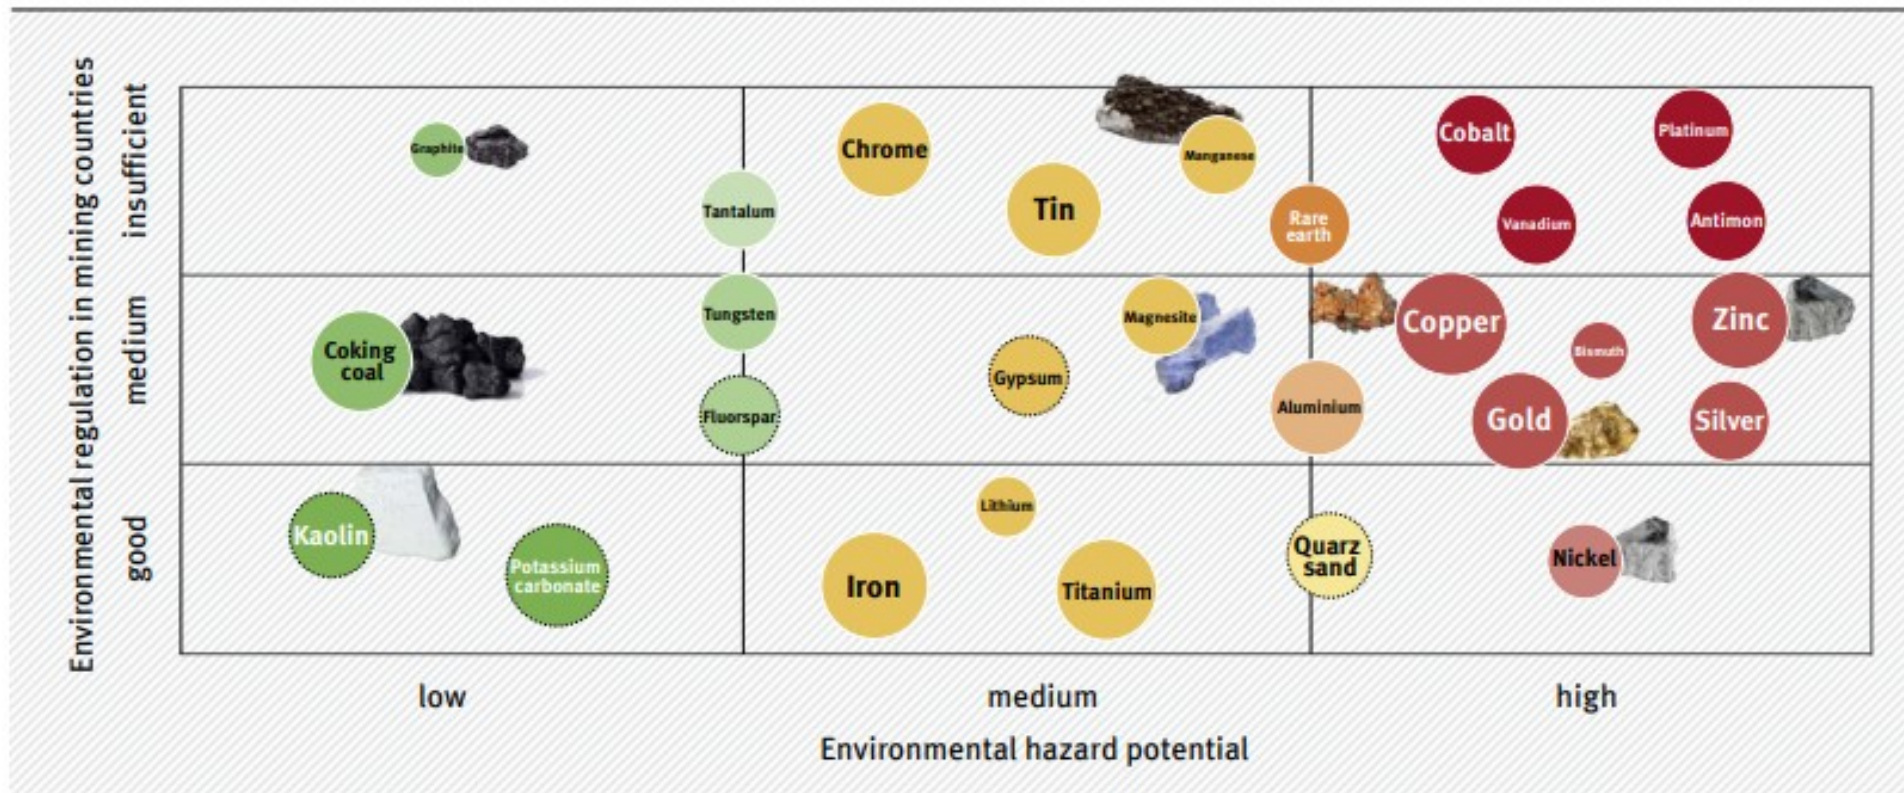 Environmental regulation in mining countries
insufficient
medium
good
Graphite
Tantalum
Chrome
Tin
Manganese
Rare
earth
Cobalt
Platinum
Vanadium
Antimon
Coking
coal
Tungsten
Fluorspar
Gypsum
Magnesite
Aluminium
Copper
Bismuth
Zinc
Gold
Silver
Kaolin
Potassium
carbonate
Lithium
Iron
Titanium
Quarz
sand
Nickel
low
medium
high
Environmental hazard potential